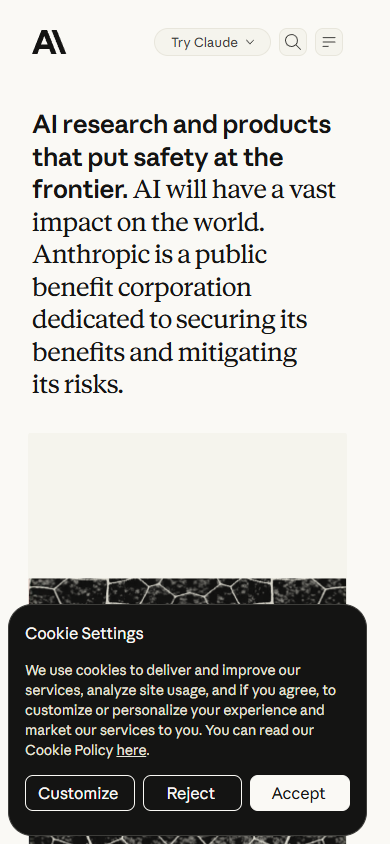 Try Claude
AI research and products
that put safety at the
frontier. AI will have a vast
impact on the world.
Anthropic is a public
benefit corporation
dedicated to securing its
benefits and mitigating
its risks.
Cookie Settings
We use cookies to deliver and improve our
services, analyze site usage, and if you agree, to
customize or personalize your experience and
market our services to you. You can read our
Cookie Policy here.
Customize
Reject
Accept